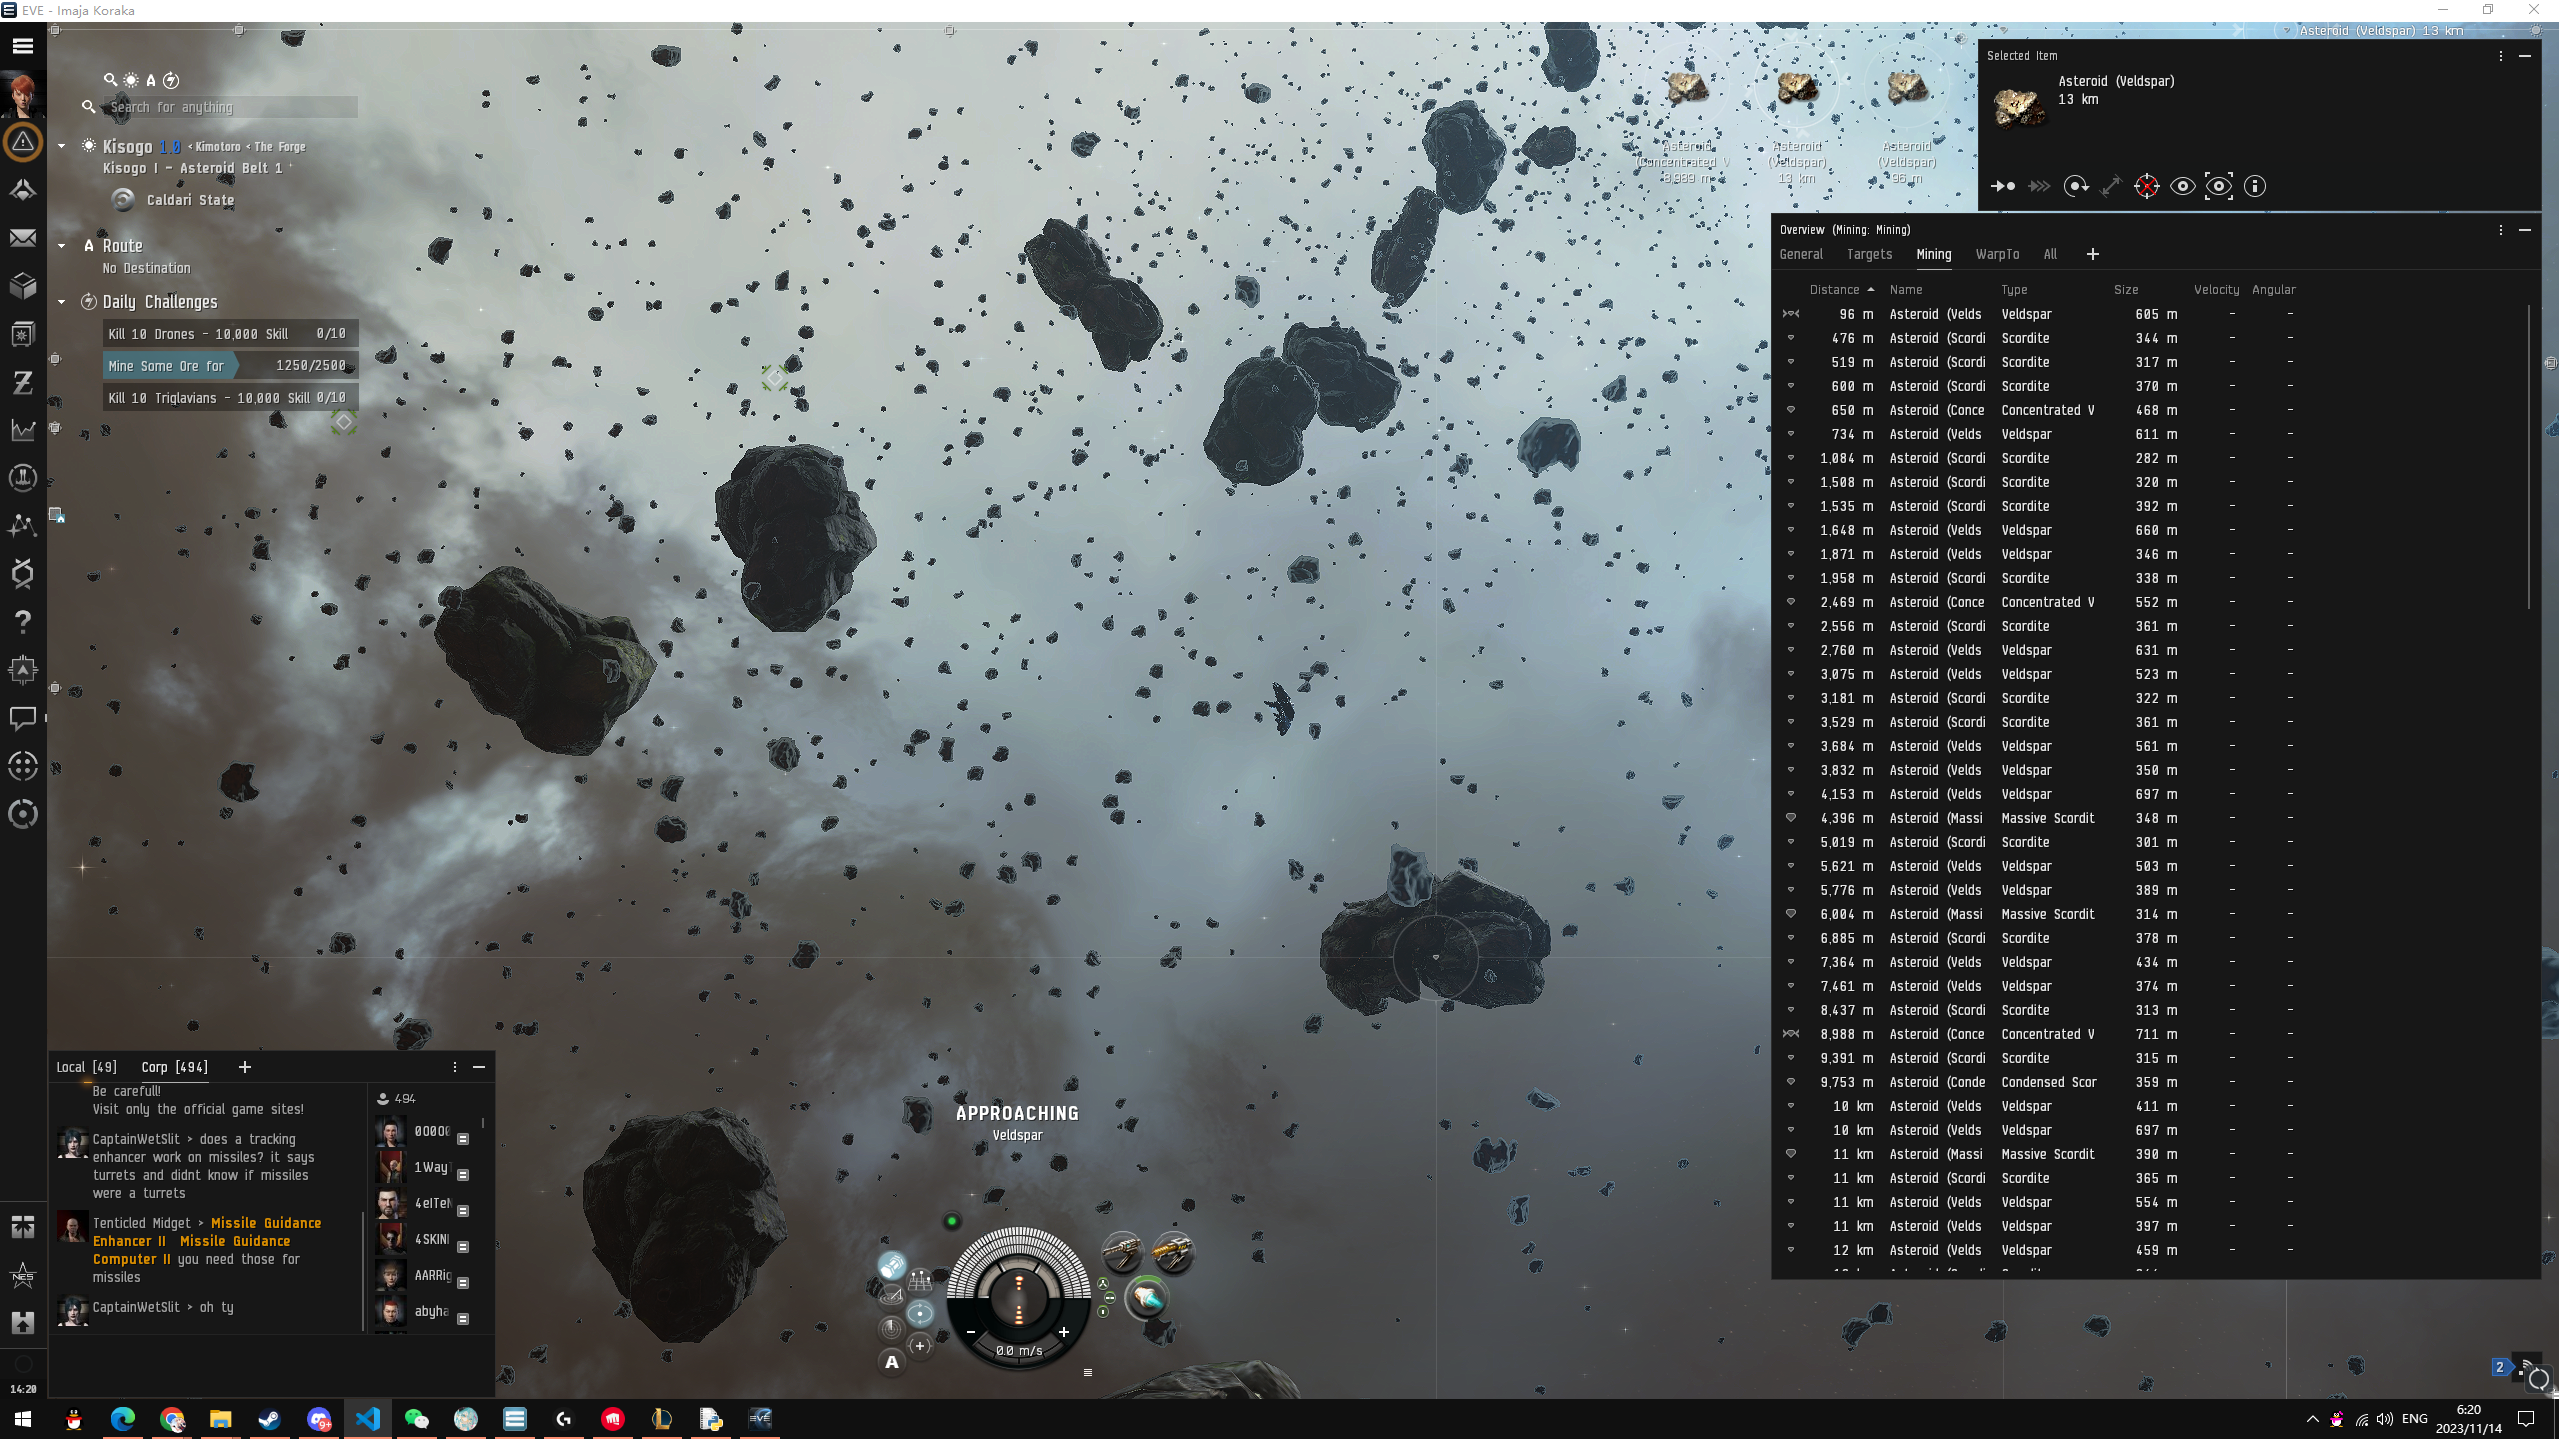 EVE - Imaja Koraka
Asteroid (Veldspar) 13 km
Search for anything
Kisogo 1.0 < Kimotoro < The Forge
Kisogo I - Asteroid Belt 1
Caldari State
A Route
No Destination
Daily Challenges
Kill 10 Drones - 10,000 Skill 0/10
Mine Some Ore for 1250/2500
Kill 10 Triglavians - 10,000 Skill 0/10
Asteroid (Concentrated V 8,989 m
Asteroid (Veldspar) 13 km
Asteroid (Veldspar) 96 m
Selected Item
Asteroid (Veldspar)
13 km
Overview (Mining: Mining)
General Targets Mining WarpTo All +
Distance Name Type Size Velocity Angular
96 m Asteroid (Velds Veldspar 605 m - -
476 m Asteroid (Scordi Scordite 344 m - -
519 m Asteroid (Scordi Scordite 317 m - -
600 m Asteroid (Scordi Scordite 370 m - -
650 m Asteroid (Conce Concentrated V 468 m - -
734 m Asteroid (Velds Veldspar 611 m - -
1,084 m Asteroid (Scordi Scordite 282 m - -
1,508 m Asteroid (Scordi Scordite 320 m - -
1,535 m Asteroid (Scordi Scordite 392 m - -
1,648 m Asteroid (Velds Veldspar 660 m - -
1,871 m Asteroid (Velds Veldspar 346 m - -
1,958 m Asteroid (Scordi Scordite 338 m - -
2,469 m Asteroid (Conce Concentrated V 552 m - -
2,556 m Asteroid (Scordi Scordite 361 m - -
2,760 m Asteroid (Velds Veldspar 631 m - -
3,075 m Asteroid (Velds Veldspar 523 m - -
3,181 m Asteroid (Scordi Scordite 322 m - -
3,529 m Asteroid (Scordi Scordite 361 m - -
3,684 m Asteroid (Velds Veldspar 561 m - -
3,832 m Asteroid (Velds Veldspar 350 m - -
4,153 m Asteroid (Velds Veldspar 697 m - -
4,396 m Asteroid (Massi Massive Scordit 348 m - -
5,019 m Asteroid (Scordi Scordite 301 m - -
5,621 m Asteroid (Velds Veldspar 503 m - -
5,776 m Asteroid (Velds Veldspar 389 m - -
6,004 m Asteroid (Massi Massive Scordit 314 m - -
6,885 m Asteroid (Scordi Scordite 378 m - -
7,364 m Asteroid (Velds Veldspar 434 m - -
7,461 m Asteroid (Velds Veldspar 374 m - -
8,437 m Asteroid (Scordi Scordite 313 m - -
8,988 m Asteroid (Conce Concentrated V 711 m - -
9,391 m Asteroid (Scordi Scordite 315 m - -
9,753 m Asteroid (Conde Condensed Scor 359 m - -
10 km Asteroid (Velds Veldspar 411 m - -
10 km Asteroid (Velds Veldspar 697 m - -
11 km Asteroid (Massi Massive Scordit 390 m - -
11 km Asteroid (Scordi Scordite 365 m - -
11 km Asteroid (Velds Veldspar 554 m - -
11 km Asteroid (Velds Veldspar 397 m - -
12 km Asteroid (Velds Veldspar 459 m - -
Local [49] Corp [494] +
Be carefull!
Visit only the official game sites!
CaptainWetSlit > does a tracking
enhancer work on missiles? it says
turrets and didnt know if missiles
were a turrets
Tenticled Midget > Missile Guidance
Enhancer II Missile Guidance
Computer II you need those for
missiles
CaptainWetSlit > oh ty
494
00000
1Way
4elTeN
4SKIN
AARRig
abyha
APPROACHING
Veldspar
0.0 m/s
A
NES
14:20
2
ENG
6:20
2023/11/14